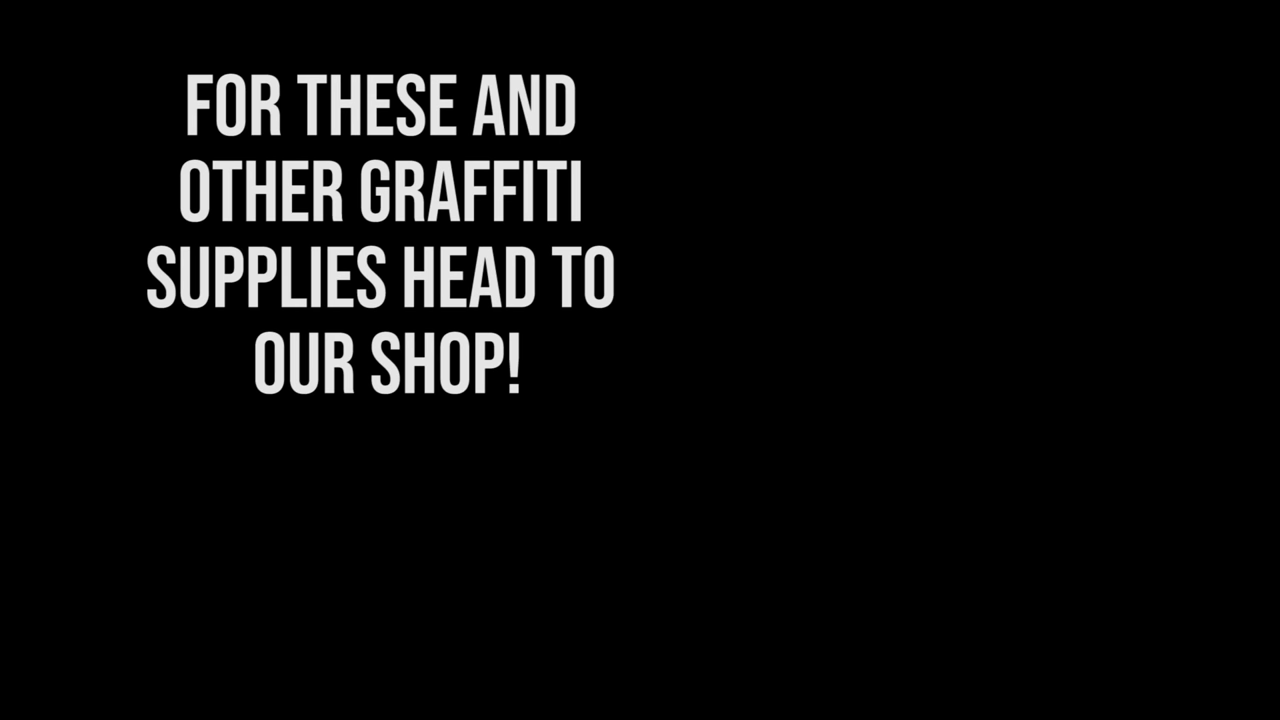 FOR THESE AND
OTHER GRAFFITI
SUPPLIES HEAD TO
OUR SHOP!